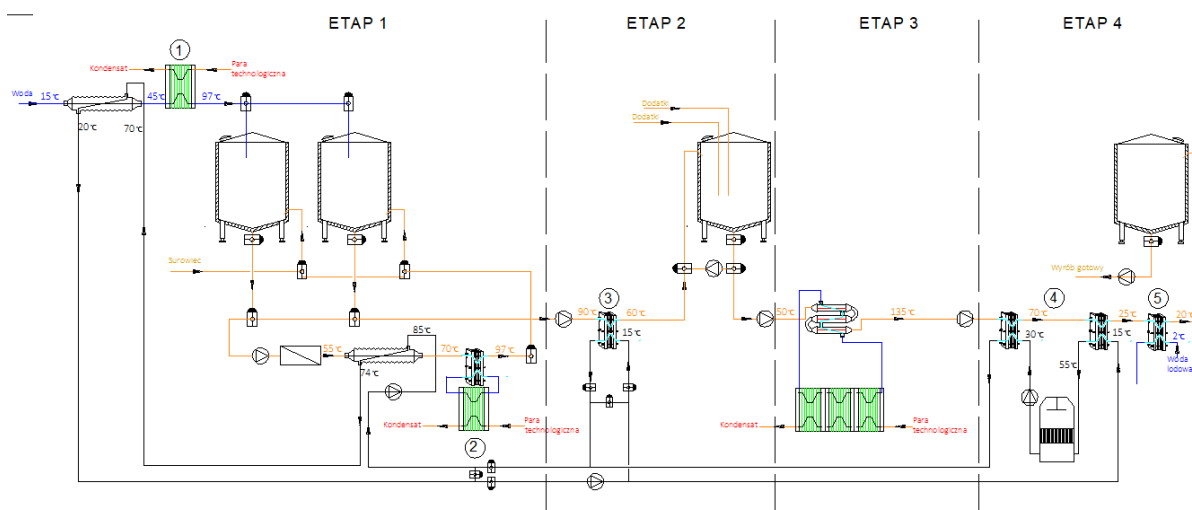 ETAP 1
ETAP 2
ETAP 3
ETAP 4
1
Kondensat
Para
technologiczna
Woda
15℃
45℃
97℃
20℃
70℃
Dodatki
Dodatki
Surowiec
Wyrób gotowy
3
4
5
90℃
60℃
50℃
135℃
70℃
25℃
20℃
85℃
15℃
30℃
15℃
2℃
55℃
70℃
97℃
Woda
lodowa
74℃
55℃
Kondensat
Para
technologiczna
Kondensat
Para
technologiczna
2